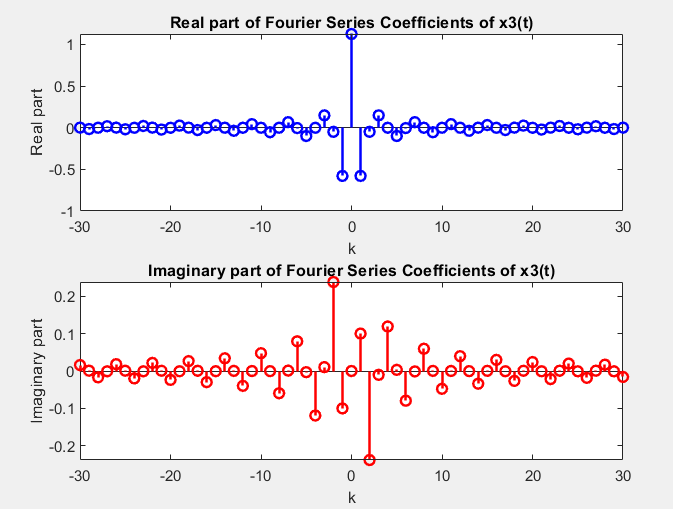 Real part of Fourier Series Coefficients of x3(t)
1
0.5
0
-0.5
-1
Real part
-30 -20 -10 0 10 20 30
k
Imaginary part of Fourier Series Coefficients of x3(t)
0.2
0.1
0
-0.1
-0.2
Imaginary part
-30 -20 -10 0 10 20 30
k